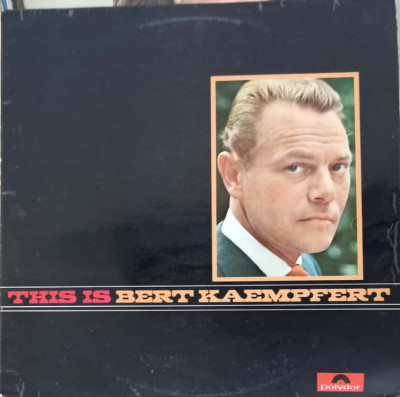 THIS IS BERT KAEMPFERT
Polydor